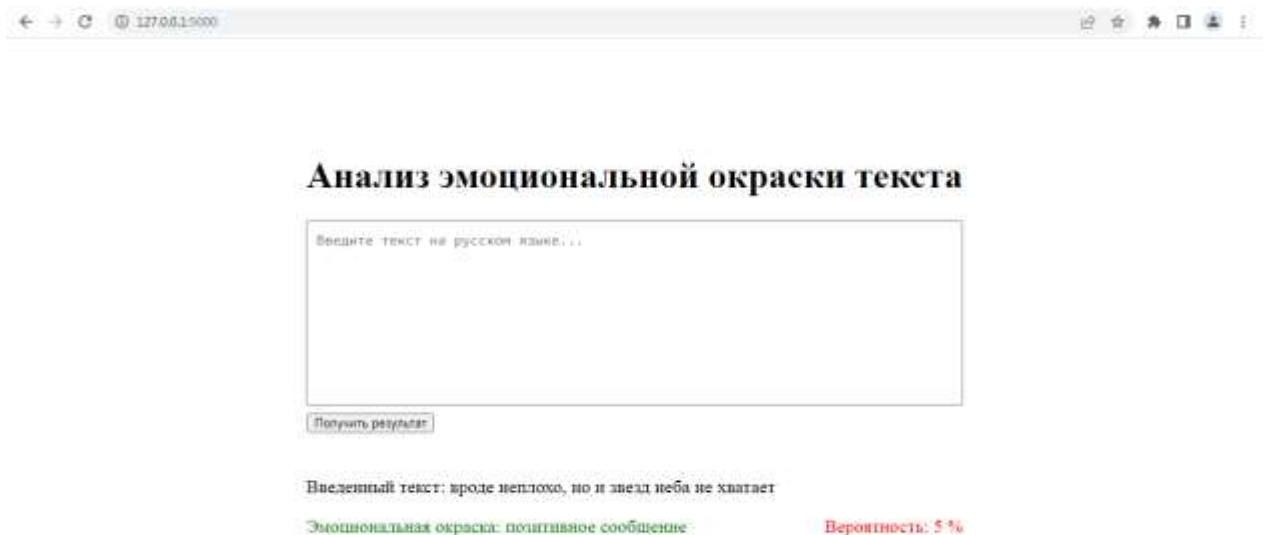 127.0.0.1:5000
Анализ эмоциональной окраски текста
Введите текст на русском языке...
Получить результат
Введенный текст: вроде неплохо, но и звезд неба не хватает
Эмоциональная окраска: позитивное сообщение Вероятность: 5 %